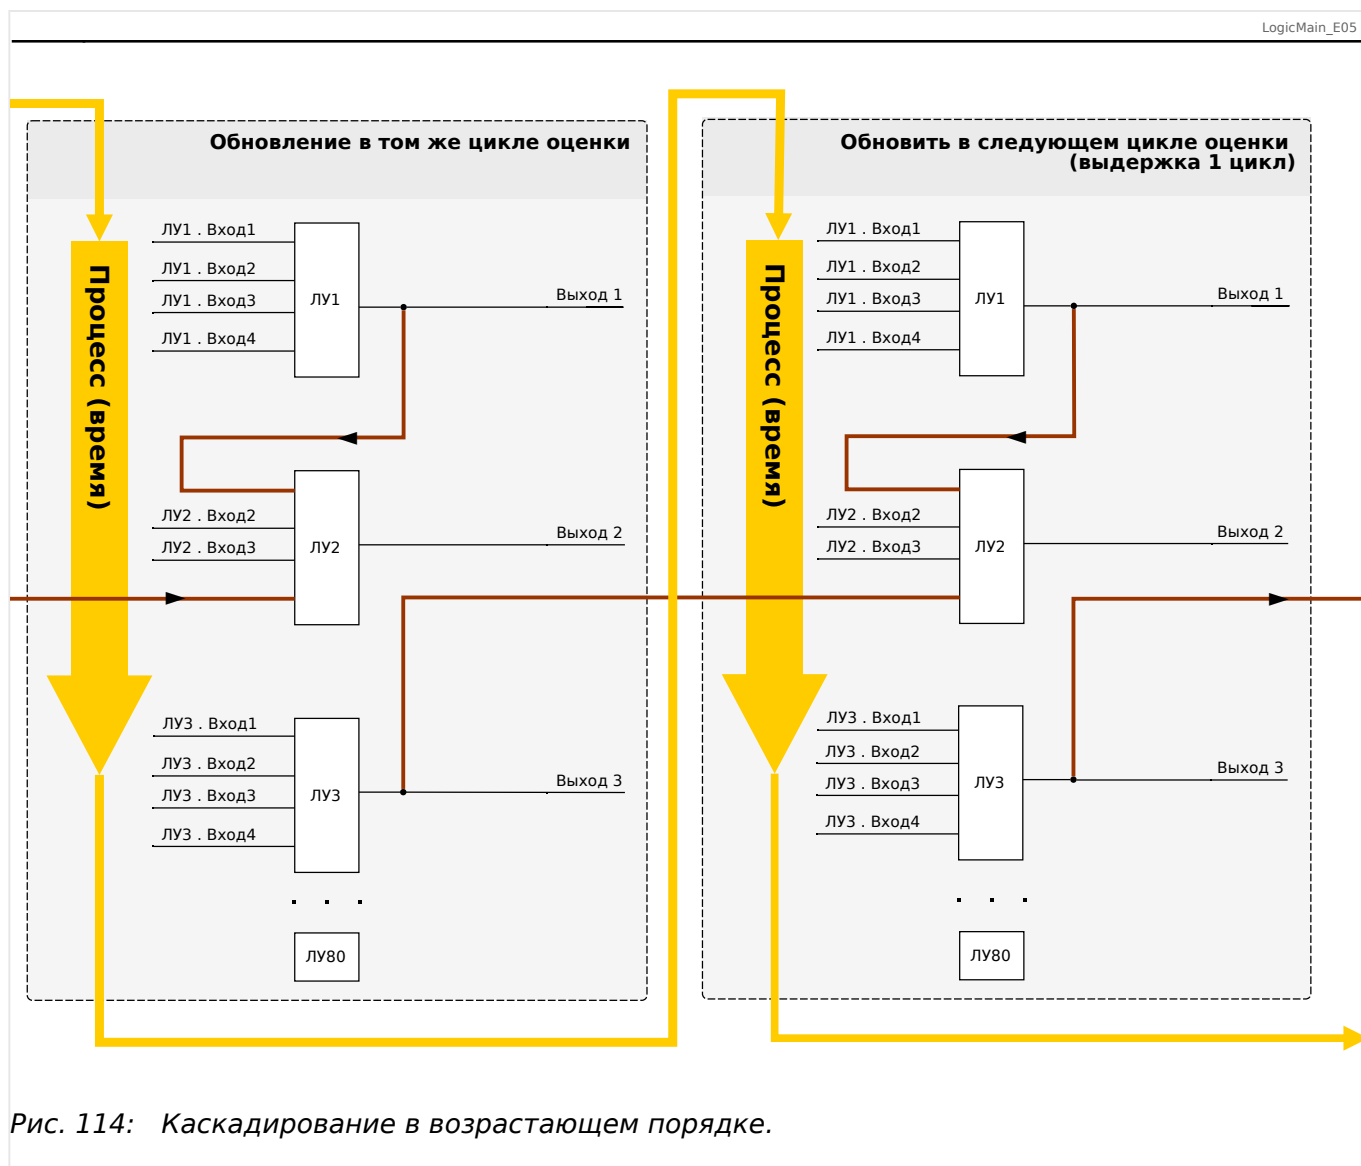 LogicMain_E05
Обновление в том же цикле оценки
Процесс (время)
ЛУ1 . Вход1
ЛУ1 . Вход2
ЛУ1 . Вход3
ЛУ1 . Вход4
ЛУ1
Выход 1
ЛУ2 . Вход2
ЛУ2 . Вход3
ЛУ2
Выход 2
ЛУ3 . Вход1
ЛУ3 . Вход2
ЛУ3 . Вход3
ЛУ3 . Вход4
ЛУ3
Выход 3
. . .
ЛУ80
Обновить в следующем цикле оценки
(выдержка 1 цикл)
Процесс (время)
ЛУ1 . Вход1
ЛУ1 . Вход2
ЛУ1 . Вход3
ЛУ1 . Вход4
ЛУ1
Выход 1
ЛУ2 . Вход2
ЛУ2 . Вход3
ЛУ2
Выход 2
ЛУ3 . Вход1
ЛУ3 . Вход2
ЛУ3 . Вход3
ЛУ3 . Вход4
ЛУ3
Выход 3
. . .
ЛУ80
Рис. 114: Каскадирование в возрастающем порядке.